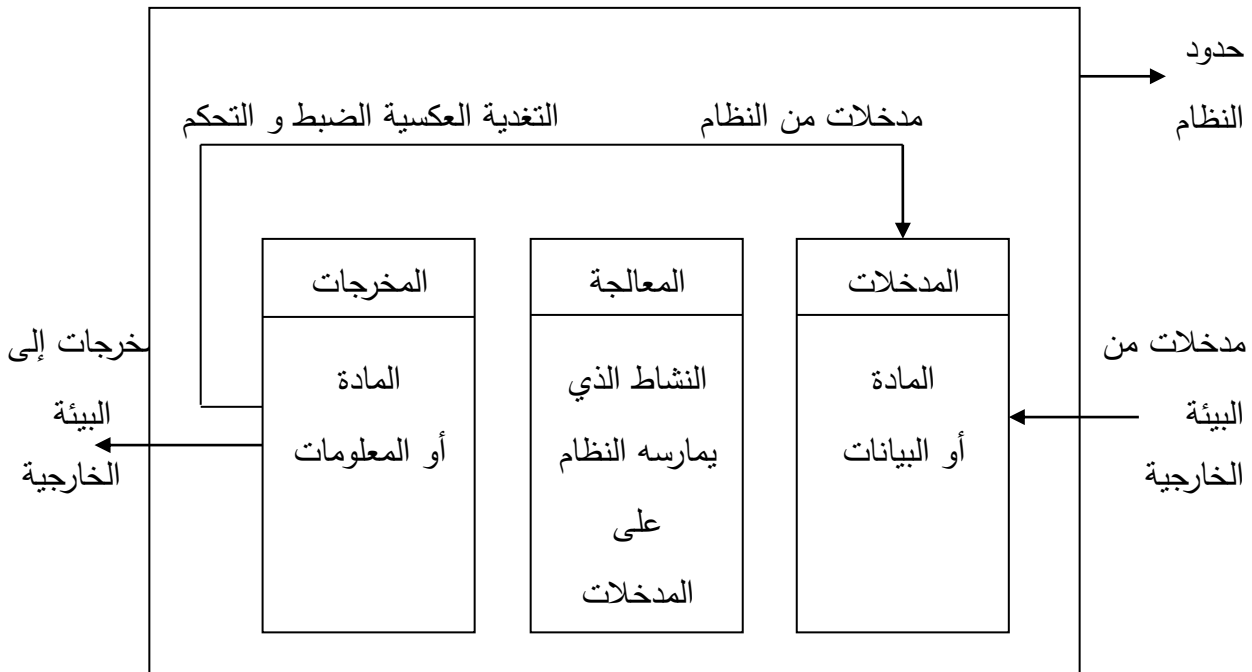 حدود
النظام
مدخلات من النظام
التغدية العكسية الضبط و التحكم
المدخلات
المادة
أو البيانات
المعالجة
النشاط الذي
يمارسه النظام
على
المدخلات
المخرجات
المادة
أو المعلومات
مدخلات من
البيئة
الخارجية
خرجات إلى
البيئة
الخارجية